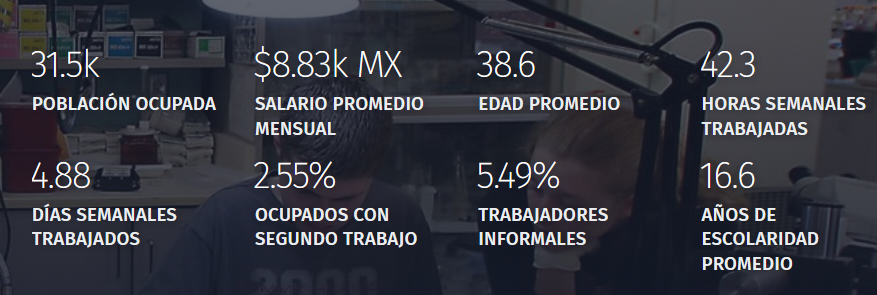 31.5k
POBLACIÓN OCUPADA
$8.83k MX
SALARIO PROMEDIO
MENSUAL
38.6
EDAD PROMEDIO
42.3
HORAS SEMANALES
TRABAJADAS
4.88
DÍAS SEMANALES
TRABAJADOS
2.55%
OCUPADOS CON
SEGUNDO TRABAJO
5.49%
TRABAJADORES
INFORMALES
16.6
AÑOS DE
ESCOLARIDAD
PROMEDIO